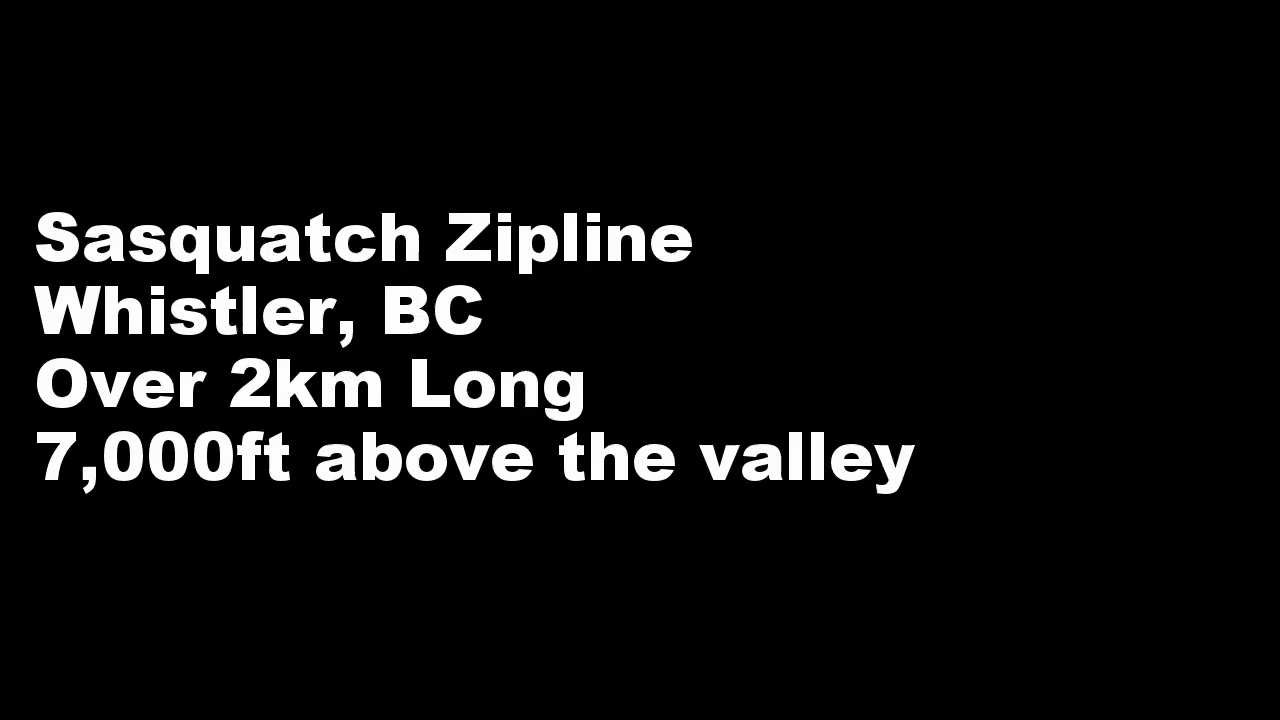 Sasquatch Zipline
Whistler, BC
Over 2km Long
7,000ft above the valley